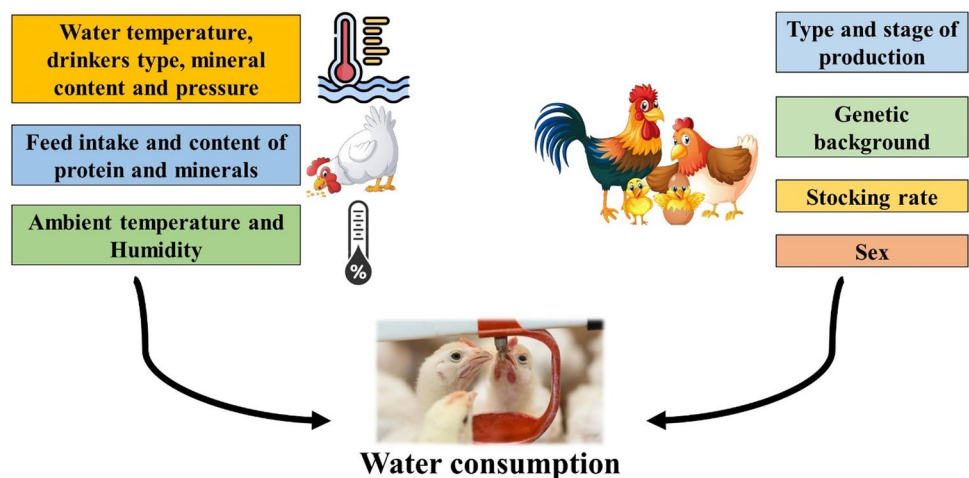 Water temperature,
drinkers type, mineral
content and pressure
Feed intake and content of
protein and minerals
Ambient temperature and
Humidity
%
Type and stage of
production
Genetic
background
Stocking rate
Sex
Water consumption